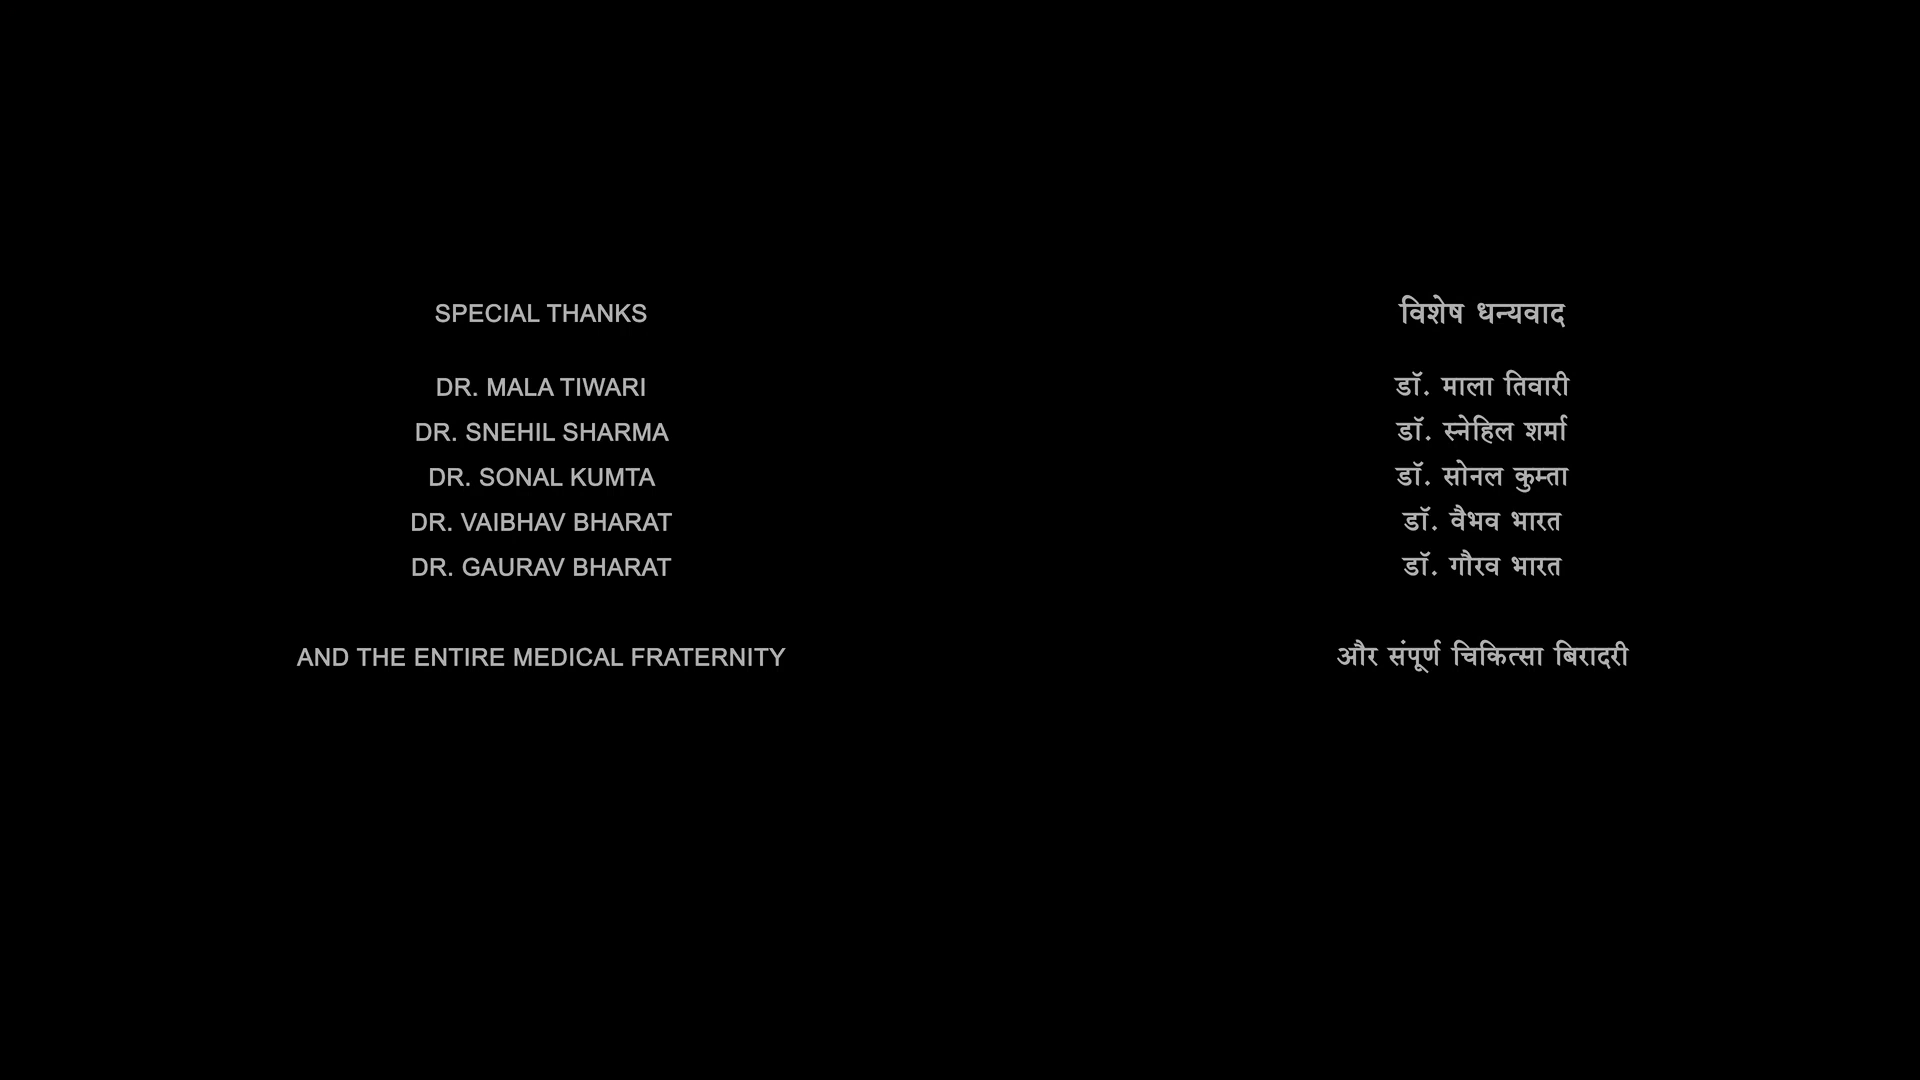 SPECIAL THANKS
DR. MALA TIWARI
DR. SNEHIL SHARMA
DR. SONAL KUMTA
DR. VAIBHAV BHARAT
DR. GAURAV BHARAT
AND THE ENTIRE MEDICAL FRATERNITY
विशेष धन्यवाद
डॉ. माला तिवारी
डॉ. स्नेहिल शर्मा
डॉ. सोनल कुम्ता
डॉ. वैभव भारत
डॉ. गौरव भारत
और संपूर्ण चिकित्सा बिरादरी